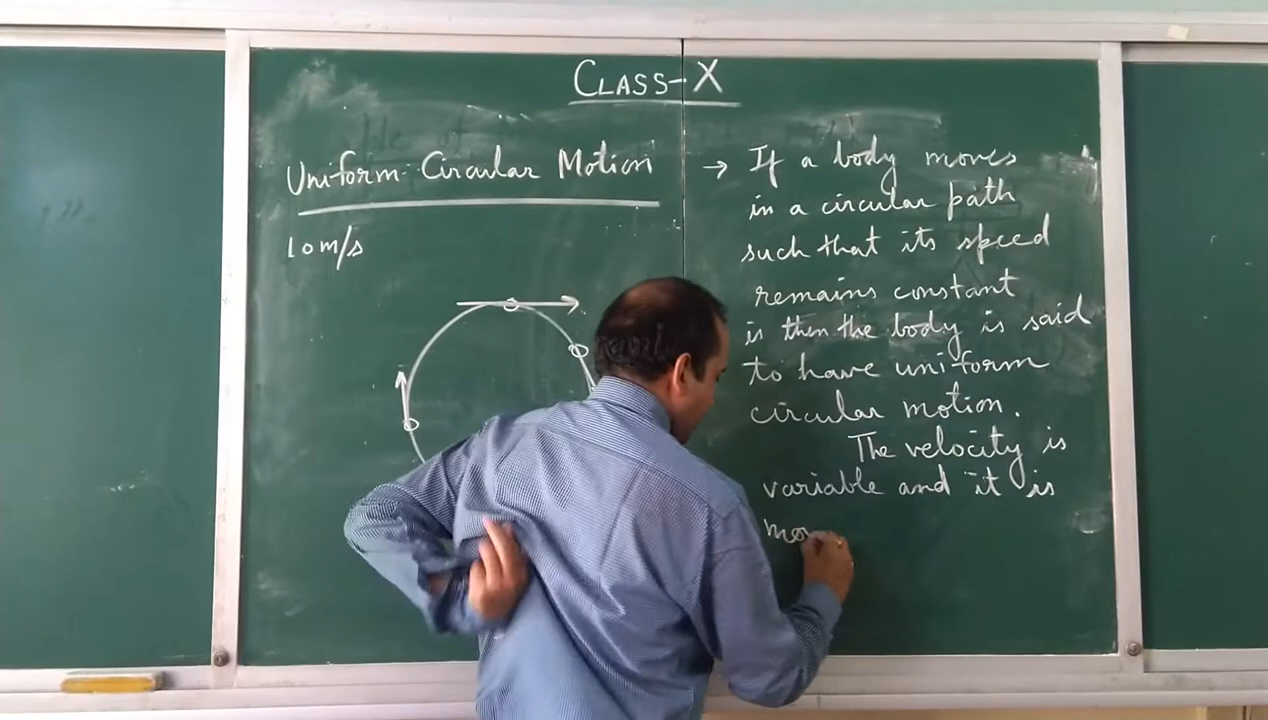 CLASS-X
Uniform Circular Motion
10m/s
→ If a body moves
in a circular path
such that its speed
remains constant
is then the body is said
to have uniform
circular motion.
The velocity is
variable and it is